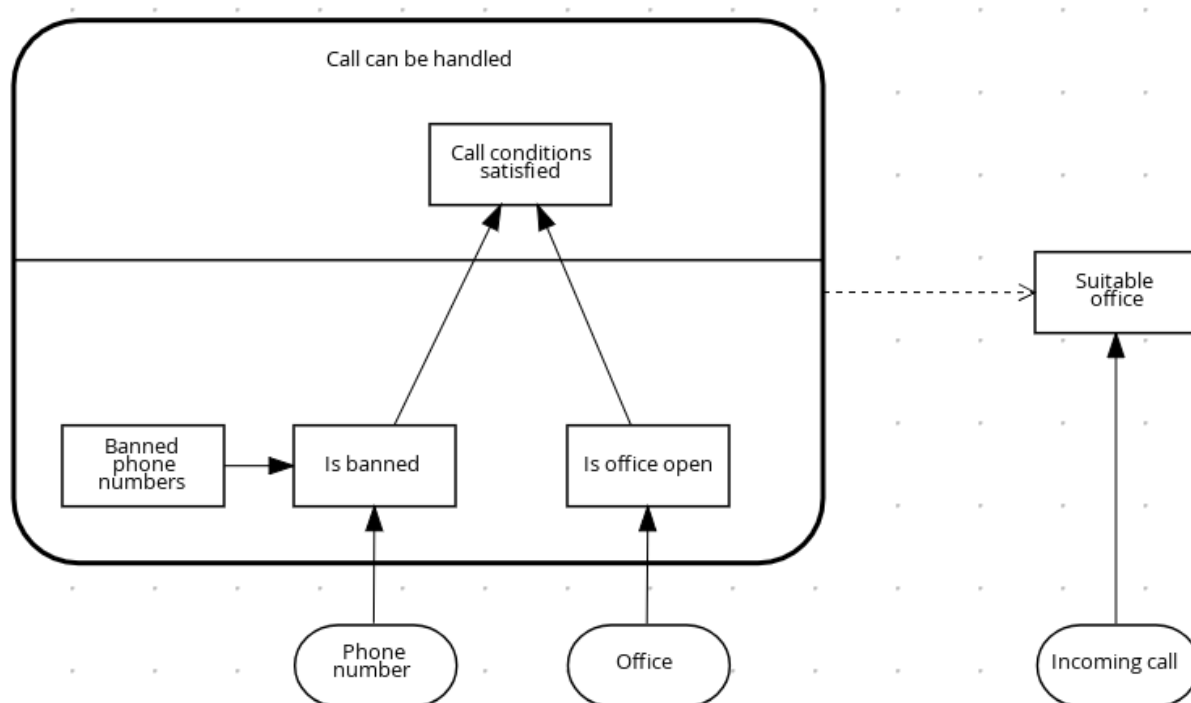 Call can be handled
Call conditions
satisfied
Suitable
office
Banned
phone
numbers
Is banned
Is office open
Phone
number
Office
Incoming call